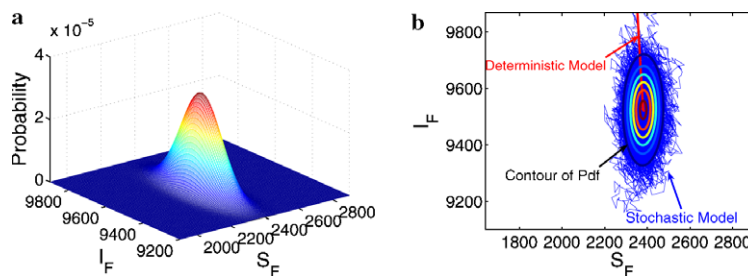 a
x 10⁻⁵
4
2
0
Probability
9800
9600
9400
9200
I_F
2000
2200
2400
2600
2800
S_F
b
9800
9600
9400
9200
I_F
Deterministic Model
Contour of Pdf
Stochastic Model
1800
2000
2200
2400
2600
2800
S_F